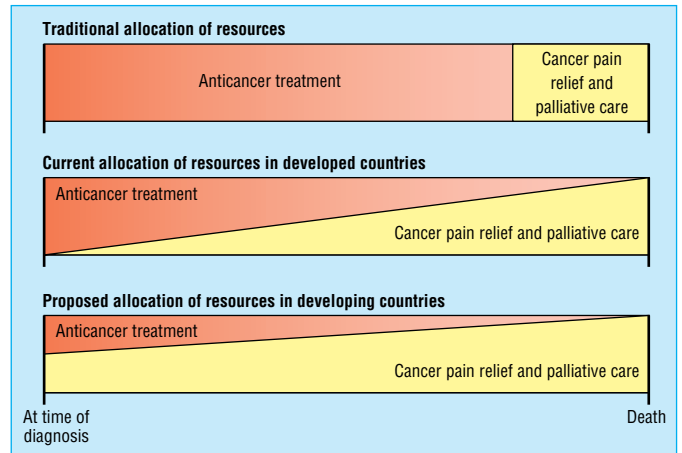 Traditional allocation of resources
Anticancer treatment
Cancer pain
relief and
palliative care
Current allocation of resources in developed countries
Anticancer treatment
Cancer pain relief and palliative care
Proposed allocation of resources in developing countries
Anticancer treatment
Cancer pain relief and palliative care
At time of
diagnosis
Death